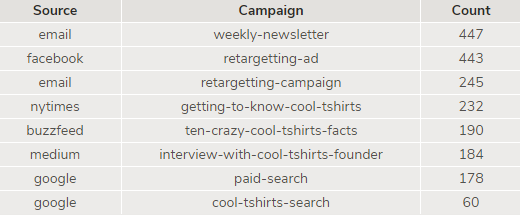 Source Campaign Count
email weekly-newsletter 447
facebook retargetting-ad 443
email retargetting-campaign 245
nytimes getting-to-know-cool-tshirts 232
buzzfeed ten-crazy-cool-tshirts-facts 190
medium interview-with-cool-tshirts-founder 184
google paid-search 178
google cool-tshirts-search 60